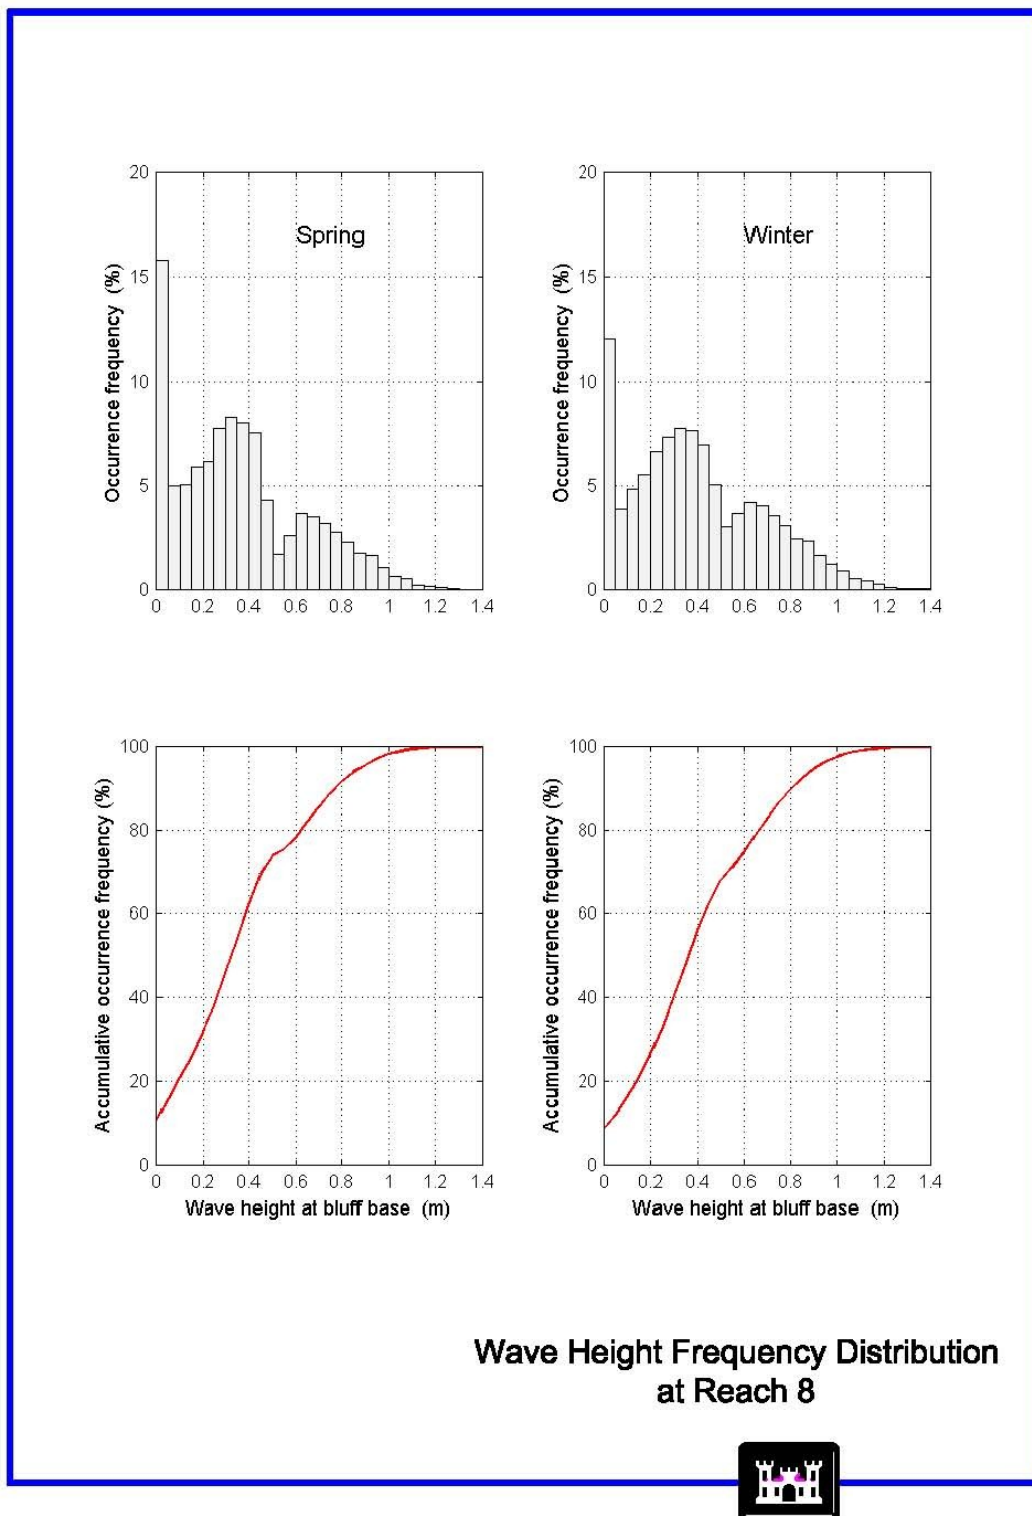 Spring
Occurrence frequency (%)
20
15
10
5
0
0 0.2 0.4 0.6 0.8 1 1.2 1.4
Winter
Occurrence frequency (%)
20
15
10
5
0
0 0.2 0.4 0.6 0.8 1 1.2 1.4
Accumulative occurrence frequency (%)
100
80
60
40
20
0
0 0.2 0.4 0.6 0.8 1 1.2 1.4
Wave height at bluff base (m)
Accumulative occurrence frequency (%)
100
80
60
40
20
0
0 0.2 0.4 0.6 0.8 1 1.2 1.4
Wave height at bluff base (m)
Wave Height Frequency Distribution
at Reach 8